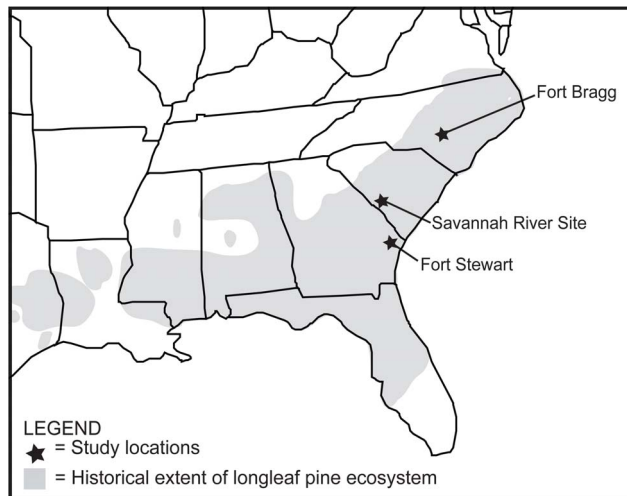 Fort Bragg
Savannah River Site
Fort Stewart
LEGEND
= Study locations
= Historical extent of longleaf pine ecosystem